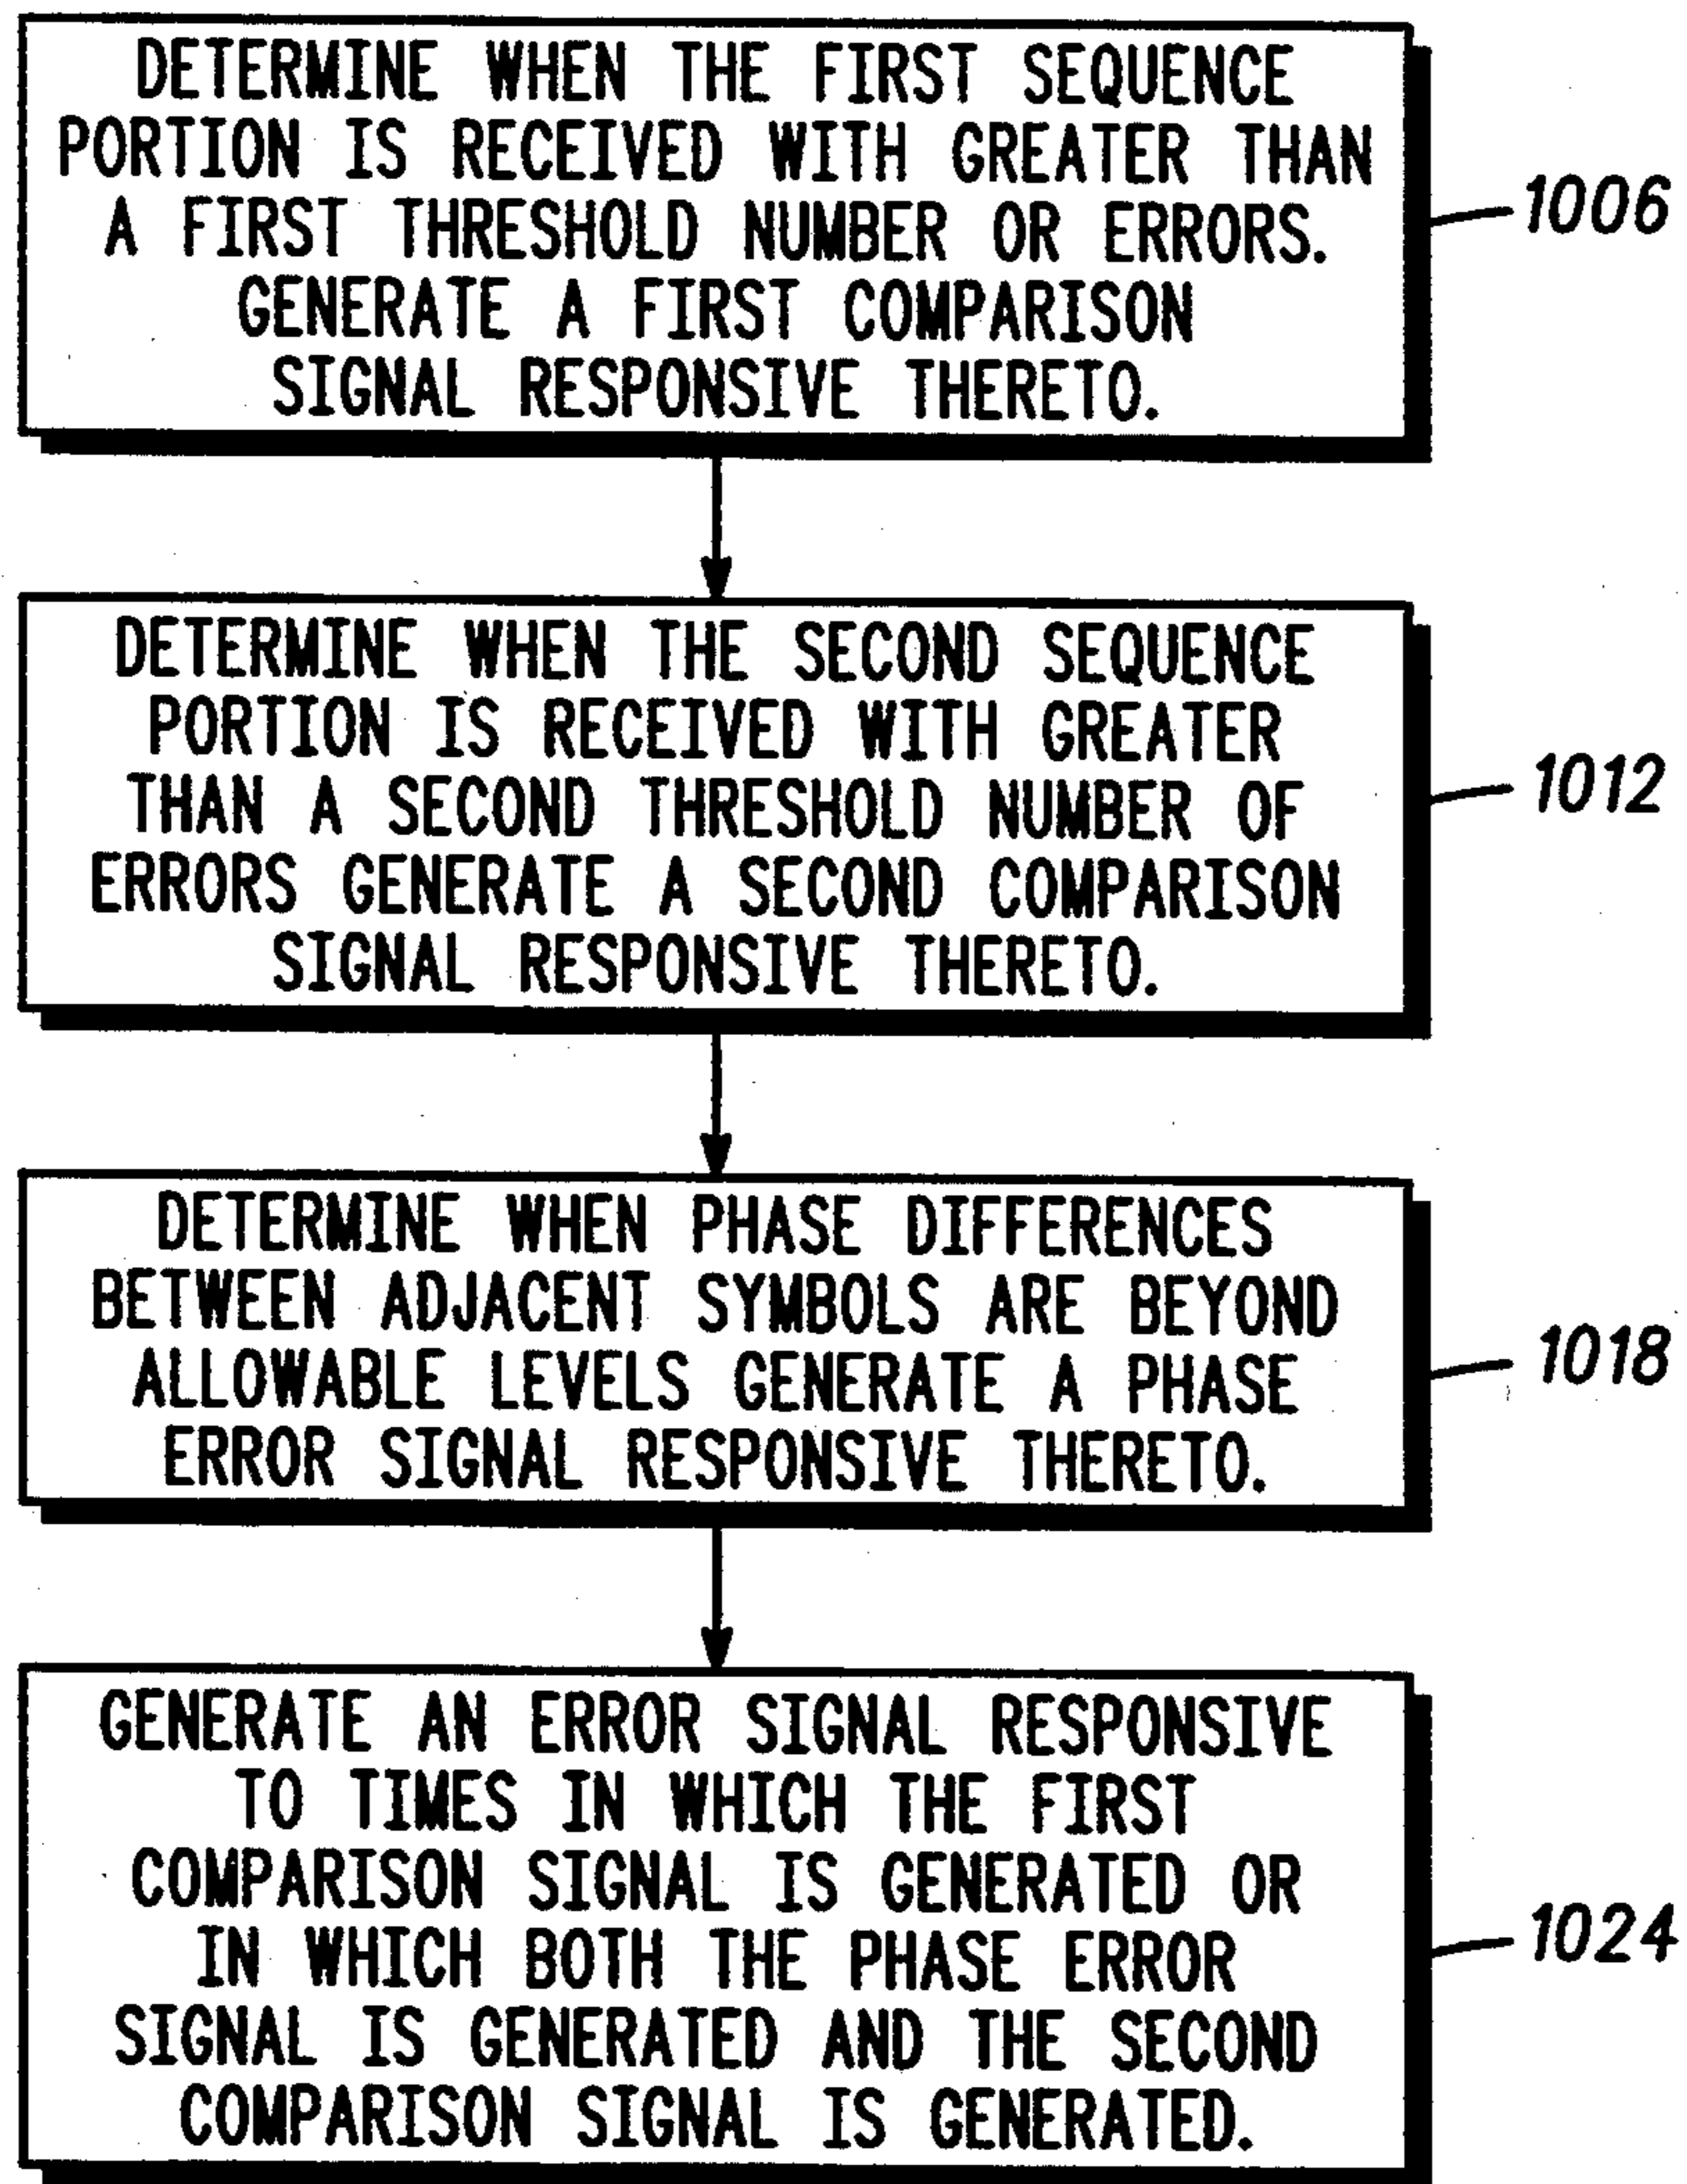 DETERMINE WHEN THE FIRST SEQUENCE
PORTION IS RECEIVED WITH GREATER THAN
A FIRST THRESHOLD NUMBER OR ERRORS.
GENERATE A FIRST COMPARISON
SIGNAL RESPONSIVE THERETO.
1006
DETERMINE WHEN THE SECOND SEQUENCE
PORTION IS RECEIVED WITH GREATER
THAN A SECOND THRESHOLD NUMBER OF
ERRORS GENERATE A SECOND COMPARISON
SIGNAL RESPONSIVE THERETO.
1012
DETERMINE WHEN PHASE DIFFERENCES
BETWEEN ADJACENT SYMBOLS ARE BEYOND
ALLOWABLE LEVELS GENERATE A PHASE
ERROR SIGNAL RESPONSIVE THERETO.
1018
GENERATE AN ERROR SIGNAL RESPONSIVE
TO TIMES IN WHICH THE FIRST
COMPARISON SIGNAL IS GENERATED OR
IN WHICH BOTH THE PHASE ERROR
SIGNAL IS GENERATED AND THE SECOND
COMPARISON SIGNAL IS GENERATED.
1024